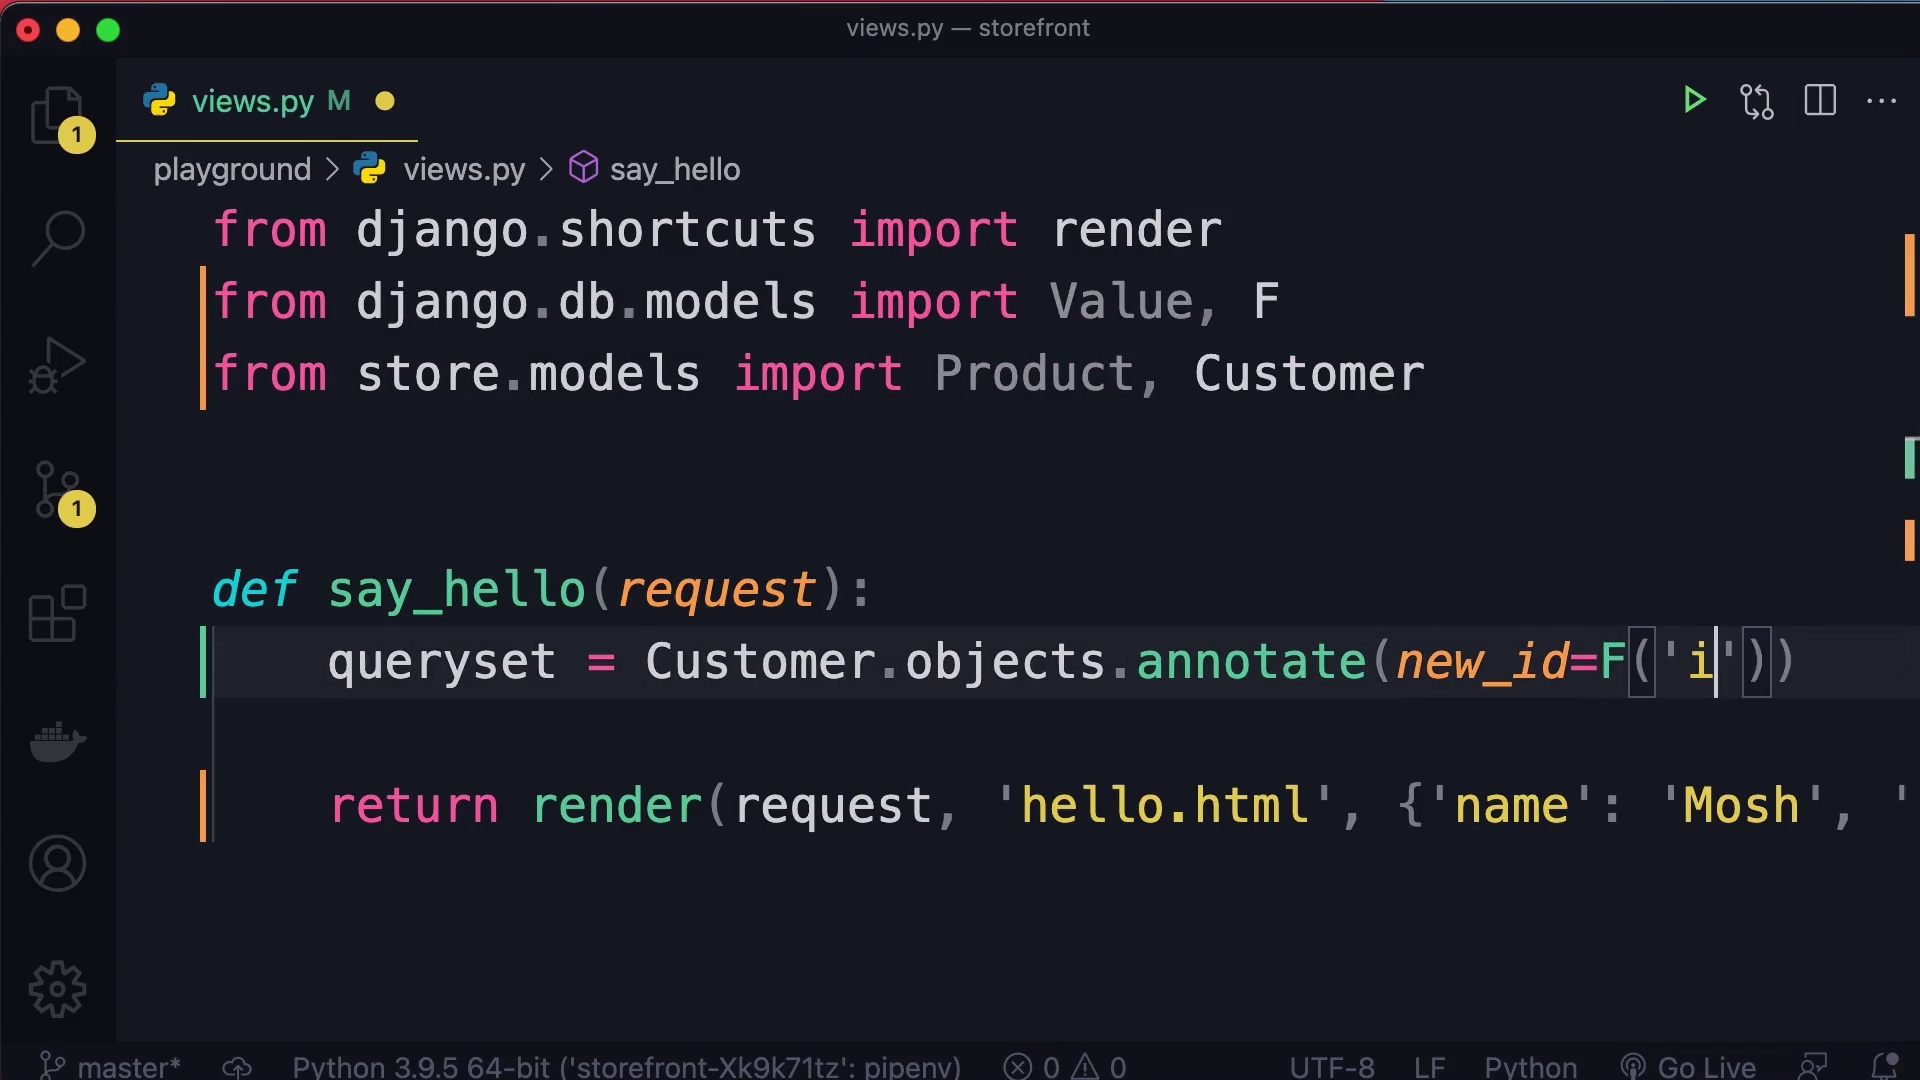 views.py — storefront
views.py M
1
playground > views.py > say_hello
from django.shortcuts import render
from django.db.models import Value, F
from store.models import Product, Customer
1
def say_hello(request):
queryset = Customer.objects.annotate(new_id=F('i'))
return render(request, 'hello.html', {'name': 'Mosh', '
master* Python 3.9.5 64-bit ('storefront-Xk9k71tz': pipenv) 0 0 UTF-8 LF Python Go Live